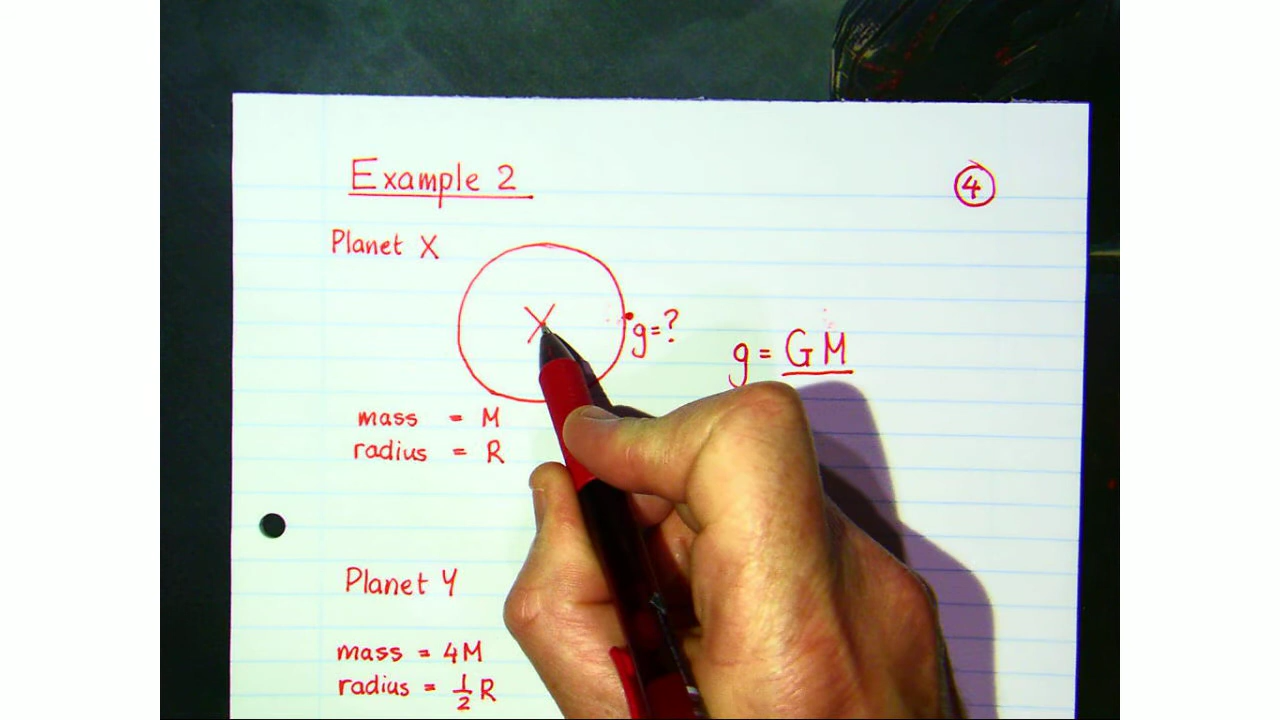 Example 2
4
Planet X
X
g=?
g = GM
mass = M
radius = R
Planet Y
mass = 4M
radius = 1/2 R